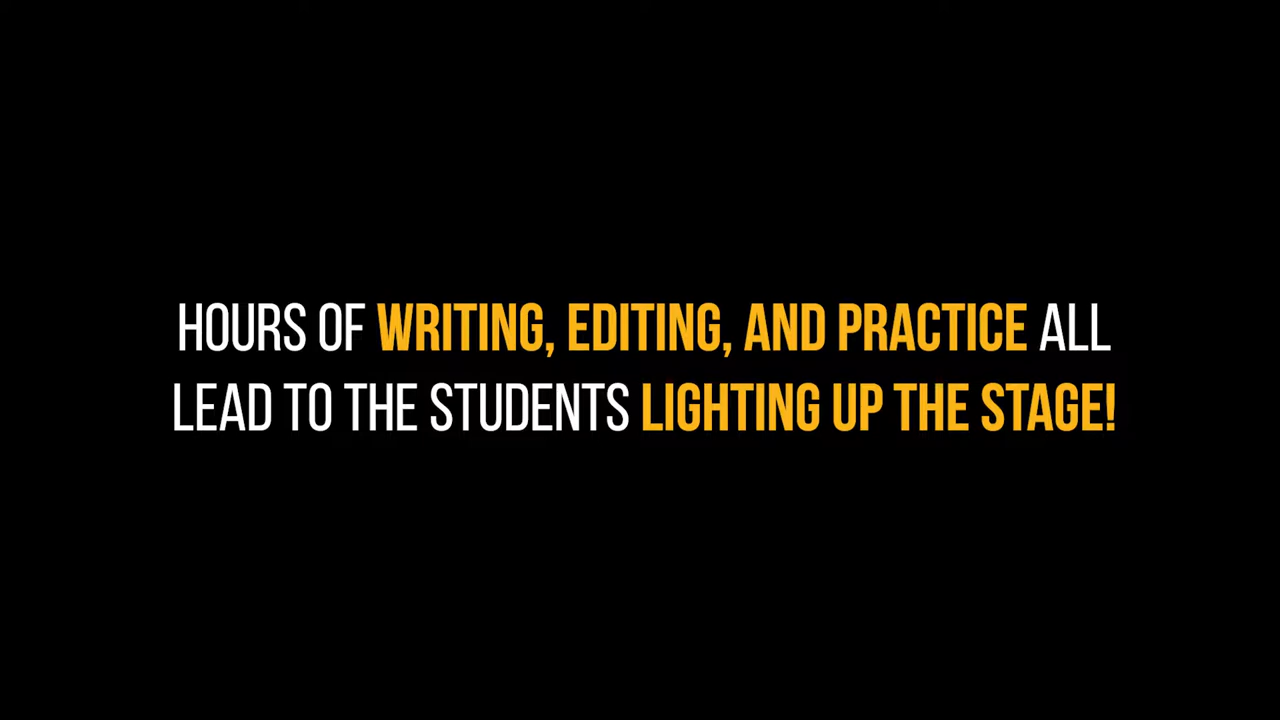 HOURS OF WRITING, EDITING, AND PRACTICE ALL
LEAD TO THE STUDENTS LIGHTING UP THE STAGE!